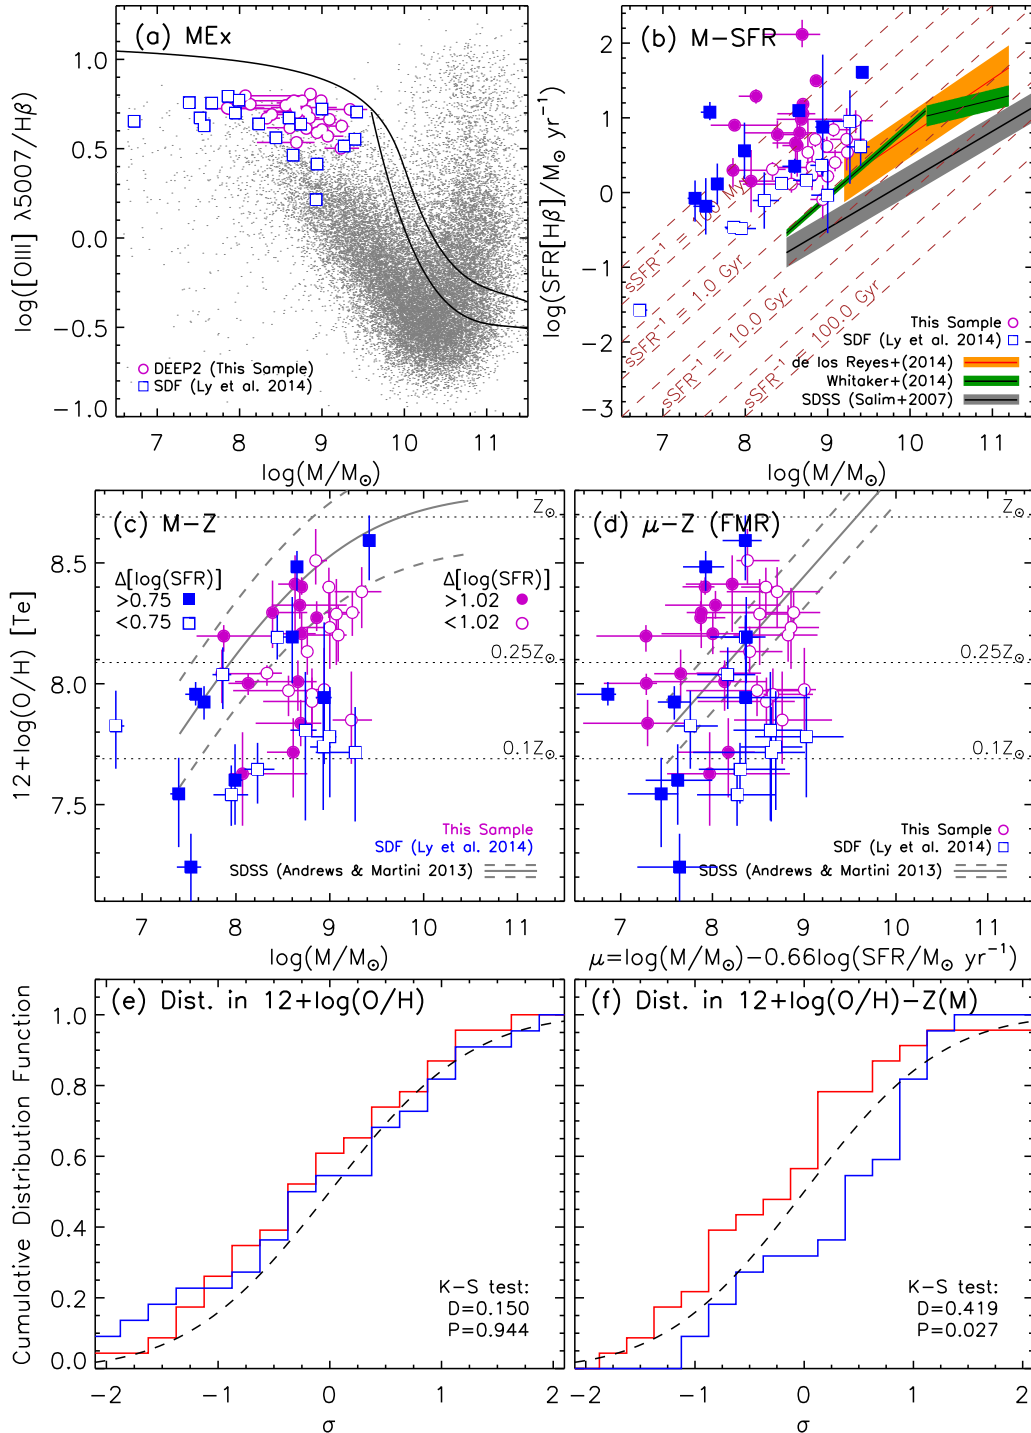 (a) MEx
log([OIII] λ5007/Hβ)
1.0
0.5
0.0
−0.5
−1.0
DEEP2 (This Sample)
SDF (Ly et al. 2014)
7 8 9 10 11
log(M/M⊙)
(b) M−SFR
log(SFR[Hβ]/M⊙ yr⁻¹)
2
1
0
−1
−2
−3
sSFR⁻¹ = 100 Myr
sSFR⁻¹ = 1.0 Gyr
sSFR⁻¹ = 10.0 Gyr
sSFR⁻¹ = 100.0 Gyr
This Sample
SDF (Ly et al. 2014)
de los Reyes+(2014)
Whitaker+(2014)
SDSS (Salim+2007)
7 8 9 10 11
log(M/M⊙)
(c) M−Z
12+log(O/H) [Te]
8.5
8.0
7.5
Z⊙
0.25Z⊙
0.1Z⊙
Δ[log(SFR)]
>0.75
<0.75
Δ[log(SFR)]
>1.02
<1.02
This Sample
SDF (Ly et al. 2014)
SDSS (Andrews & Martini 2013)
7 8 9 10 11
log(M/M⊙)
(d) μ−Z (FMR)
Z⊙
0.25Z⊙
0.1Z⊙
This Sample
SDF (Ly et al. 2014)
SDSS (Andrews & Martini 2013)
7 8 9 10 11
μ=log(M/M⊙)−0.66log(SFR/M⊙ yr⁻¹)
(e) Dist. in 12+log(O/H)
Cumulative Distribution Function
1.0
0.8
0.6
0.4
0.2
0.0
K−S test:
D=0.150
P=0.944
−2 −1 0 1 2
σ
(f) Dist. in 12+log(O/H)−Z(M)
K−S test:
D=0.419
P=0.027
−2 −1 0 1 2
σ